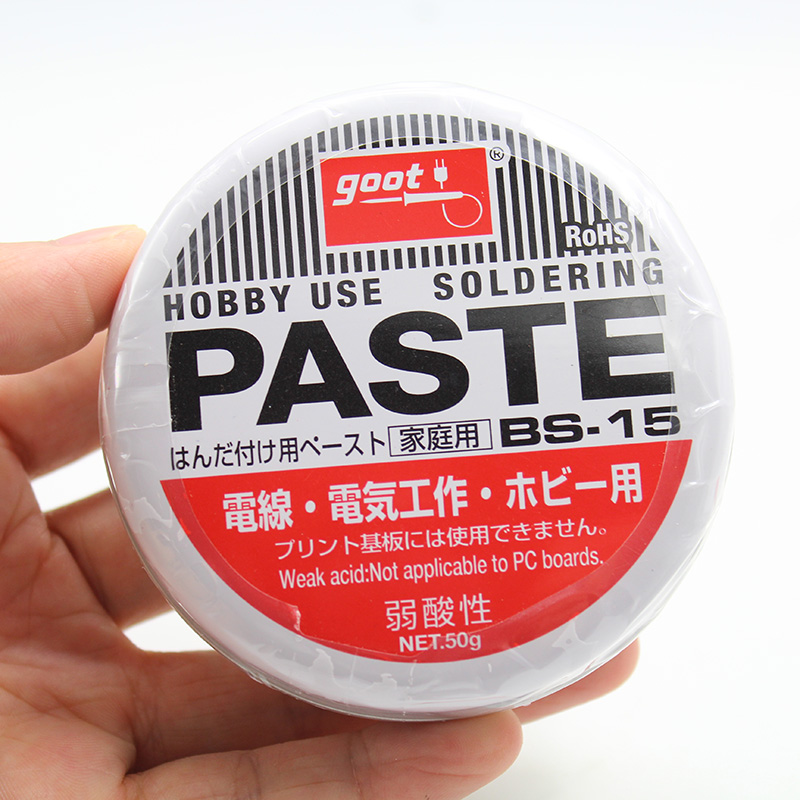 goot®
RoHS
HOBBY USE SOLDERING
PASTE
はんだ付け用ペースト 家庭用 BS-15
電線・電気工作・ホビー用
プリント基板には使用できません。
Weak acid:Not applicable to PC boards.
弱酸性
NET.50g